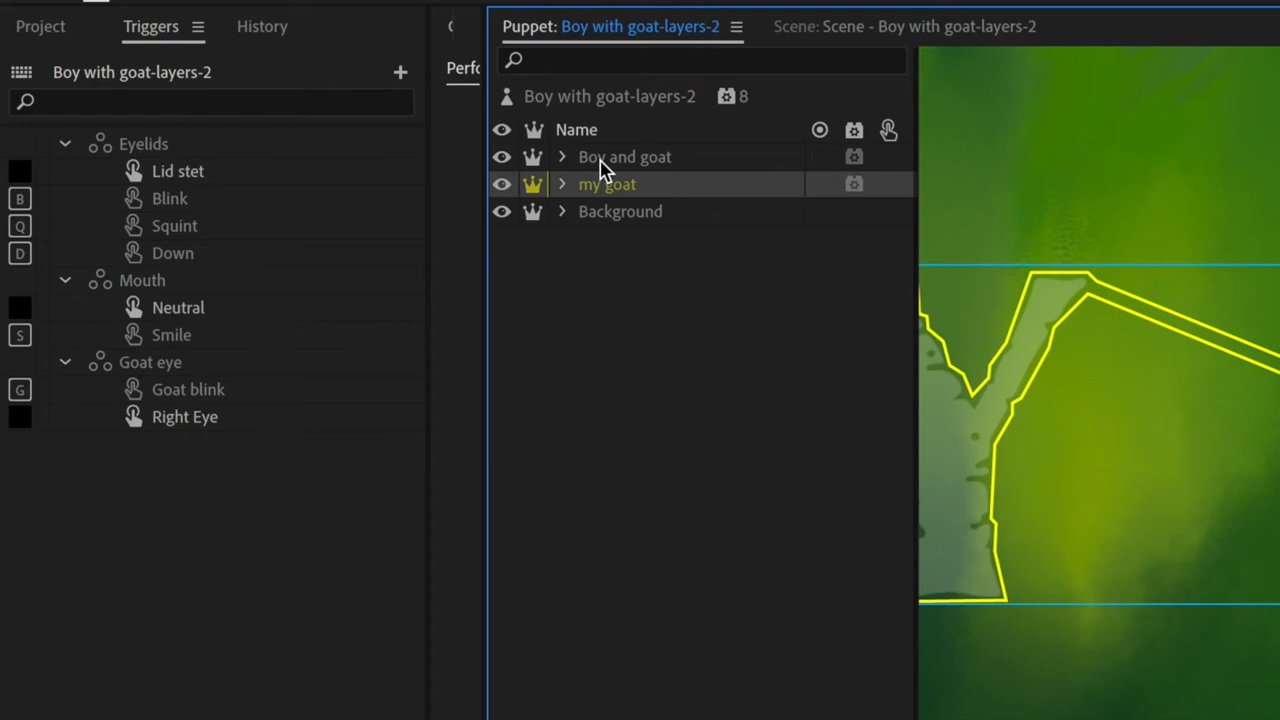 Project
Triggers
History
Boy with goat-layers-2
Eyelids
Lid stet
B
Blink
Q
Squint
D
Down
Mouth
Neutral
S
Smile
Goat eye
G
Goat blink
Right Eye
Puppet: Boy with goat-layers-2
Scene: Scene - Boy with goat-layers-2
Boy with goat-layers-2
8
Name
Boy and goat
my goat
Background